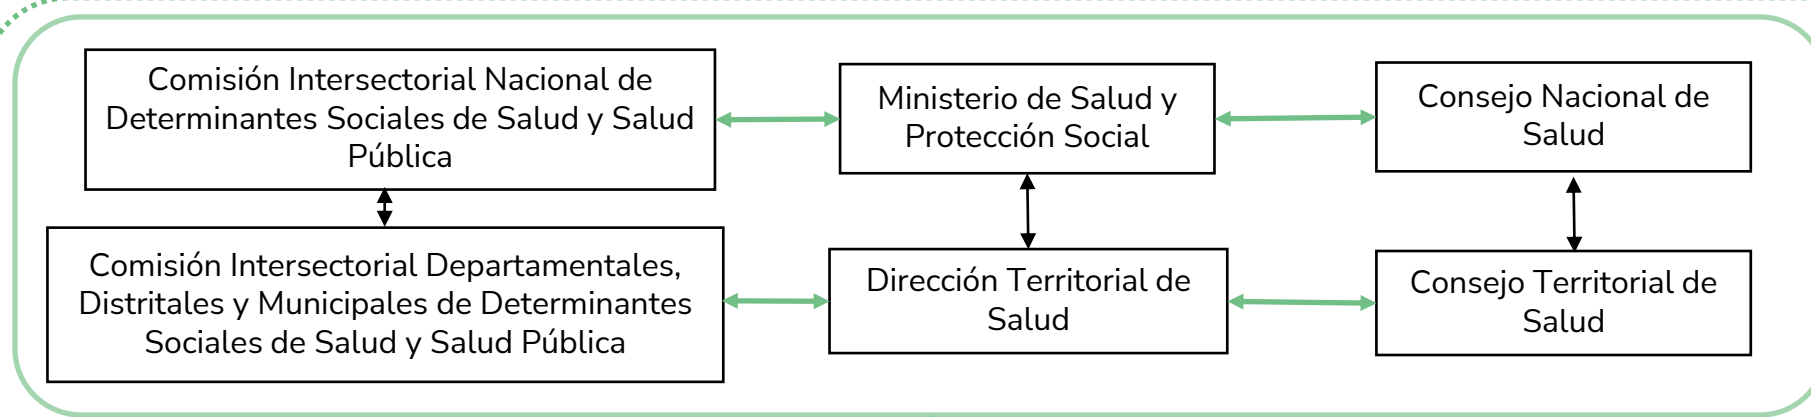 Comisión Intersectorial Nacional de
Determinantes Sociales de Salud y Salud
Pública
Ministerio de Salud y
Protección Social
Consejo Nacional de
Salud
Comisión Intersectorial Departamentales,
Distritales y Municipales de Determinantes
Sociales de Salud y Salud Pública
Dirección Territorial de
Salud
Consejo Territorial de
Salud